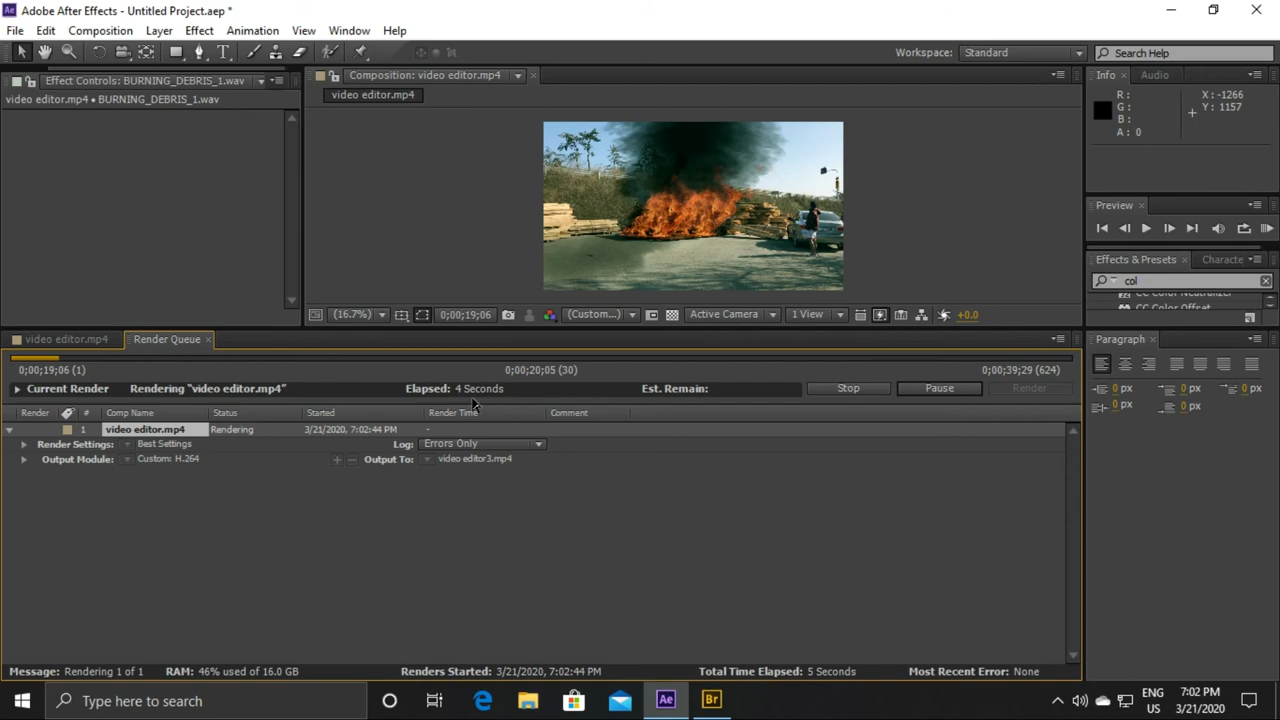 Adobe After Effects - Untitled Project.aep *
File Edit Composition Layer Effect Animation View Window Help
Workspace: Standard Search Help
Effect Controls: BURNING_DEBRIS_1.wav
video editor.mp4 • BURNING_DEBRIS_1.wav
Composition: video editor.mp4
video editor.mp4
(16.7%) 0;00;19;06 (Custom... Active Camera 1 View +0.0
Info Audio
R: X: -1266
G: Y: 1157
B:
A: 0
Preview
Effects & Presets Characte
col
CC Color Neutralizer
CC Color Offset
video editor.mp4 Render Queue
0;00;19;06 (1) 0;00;20;05 (30) 0;00;39;29 (624)
Current Render Rendering "video editor.mp4" Elapsed: 4 Seconds Est. Remain: Stop Pause Render
Render # Comp Name Status Started Render Time Comment
1 video editor.mp4 Rendering 3/21/2020, 7:02:44 PM -
Render Settings: Best Settings Log: Errors Only
Output Module: Custom: H.264 Output To: video editor3.mp4
Paragraph
0 px 0 px 0 px
0 px 0 px
Message: Rendering 1 of 1 RAM: 46% used of 16.0 GB Renders Started: 3/21/2020, 7:02:44 PM Total Time Elapsed: 5 Seconds Most Recent Error: None
Type here to search
Ae Br
ENG
US
7:02 PM
3/21/2020